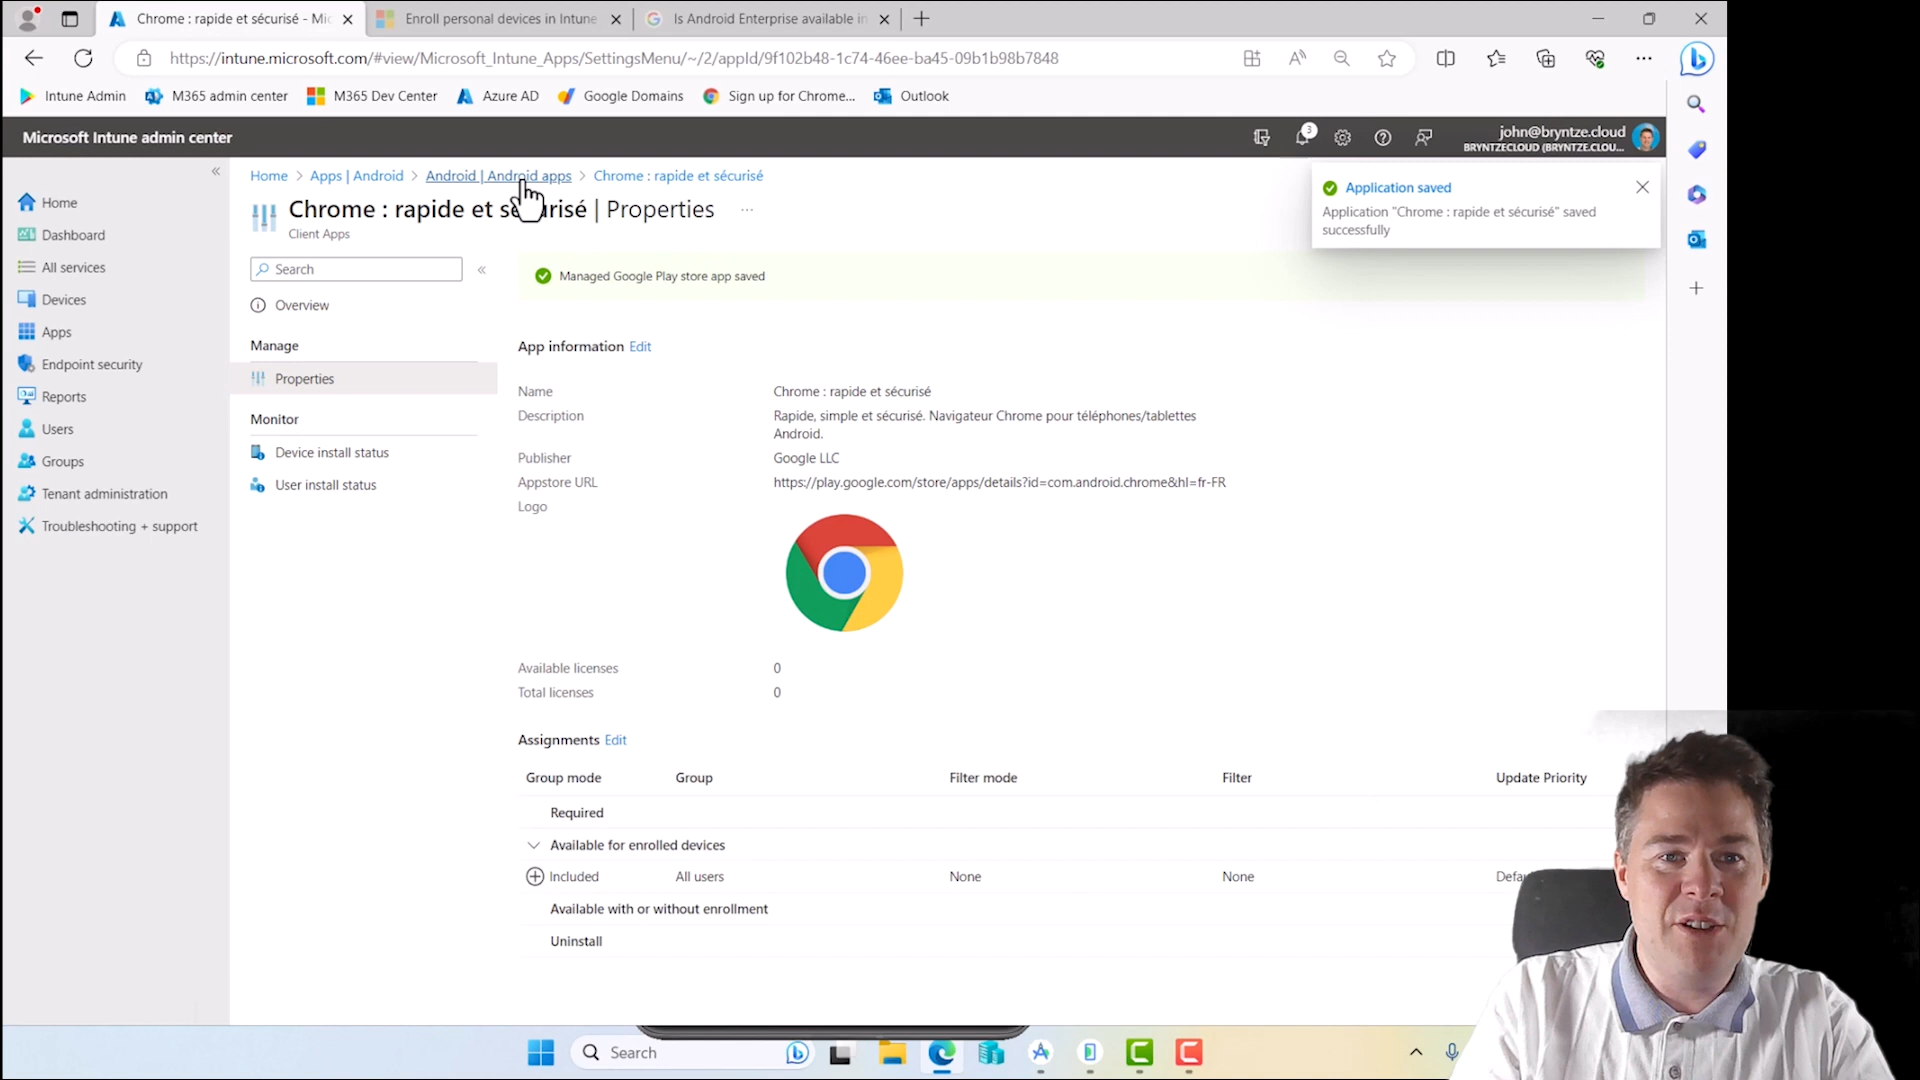 Chrome : rapide et sécurisé - Mic
Enroll personal devices in Intune
Is Android Enterprise available in
https://intune.microsoft.com/#view/Microsoft_Intune_Apps/SettingsMenu/~/2/appId/9f102b48-1c74-46ee-ba45-09b1b98b7848
Intune Admin
M365 admin center
M365 Dev Center
Azure AD
Google Domains
Sign up for Chrome...
Outlook
Microsoft Intune admin center
3
john@bryntze.cloud
BRYNTZECLOUD (BRYNTZE.CLOU...
Home > Apps | Android > Android | Android apps > Chrome : rapide et sécurisé
Chrome : rapide et sécurisé | Properties ...
Client Apps
Application saved
Application "Chrome : rapide et sécurisé" saved
successfully
Home
Dashboard
All services
Devices
Apps
Endpoint security
Reports
Users
Groups
Tenant administration
Troubleshooting + support
Search
Overview
Manage
Properties
Monitor
Device install status
User install status
Managed Google Play store app saved
App information Edit
Name Chrome : rapide et sécurisé
Description Rapide, simple et sécurisé. Navigateur Chrome pour téléphones/tablettes
Android.
Publisher Google LLC
Appstore URL https://play.google.com/store/apps/details?id=com.android.chrome&hl=fr-FR
Logo
Available licenses 0
Total licenses 0
Assignments Edit
Group mode Group Filter mode Filter Update Priority
Required
Available for enrolled devices
Included All users None None
Available with or without enrollment
Uninstall
Search